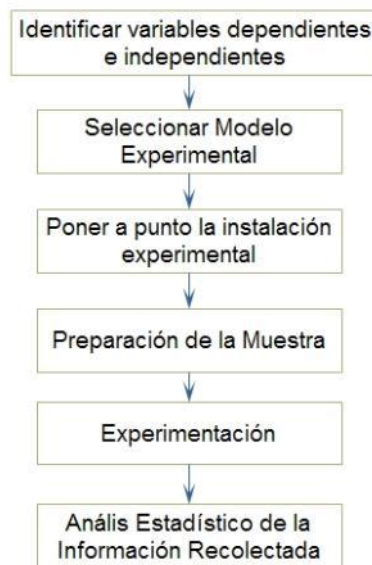 Identificar variables dependientes
e independientes
Seleccionar Modelo
Experimental
Poner a punto la instalación
experimental
Preparación de la Muestra
Experimentación
Anális Estadístico de la
Información Recolectada